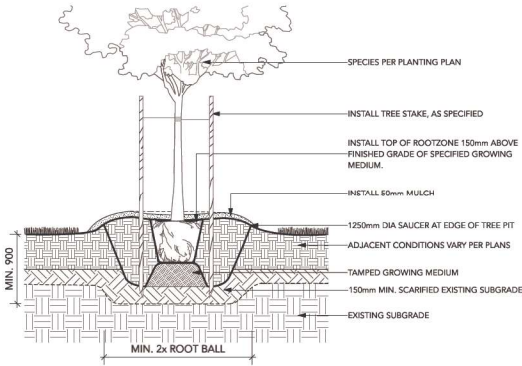 SPECIES PER PLANTING PLAN
INSTALL TREE STAKE, AS SPECIFIED
INSTALL TOP OF ROOTZONE 150mm ABOVE
FINISHED GRADE OF SPECIFIED GROWING
MEDIUM.
INSTALL 50mm MULCH
1250mm DIA SAUCER AT EDGE OF TREE PIT
ADJACENT CONDITIONS VARY PER PLANS
TAMPED GROWING MEDIUM
150mm MIN. SCARIFIED EXISTING SUBGRADE
EXISTING SUBGRADE
MIN. 900
MIN. 2x ROOT BALL